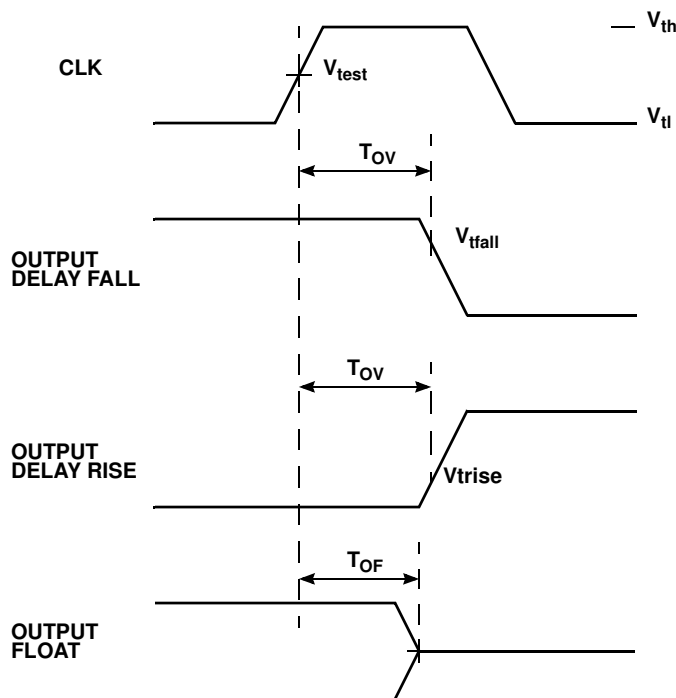 V_th
CLK
V_test
V_tl
T_OV
V_tfall
OUTPUT
DELAY FALL
T_OV
OUTPUT
DELAY RISE
Vtrise
T_OF
OUTPUT
FLOAT